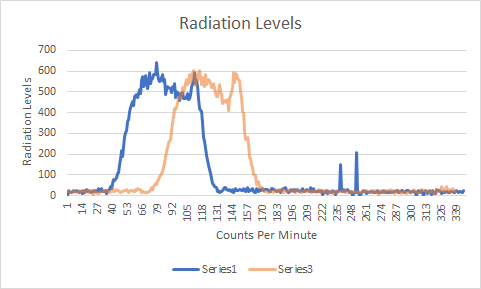 Radiation Levels
Radiation Levels
700
600
500
400
300
200
100
0
1 14 27 40 53 66 79 92 105 118 131 144 157 170 183 196 209 222 235 248 261 274 287 300 313 326 339
Counts Per Minute
Series1 Series3